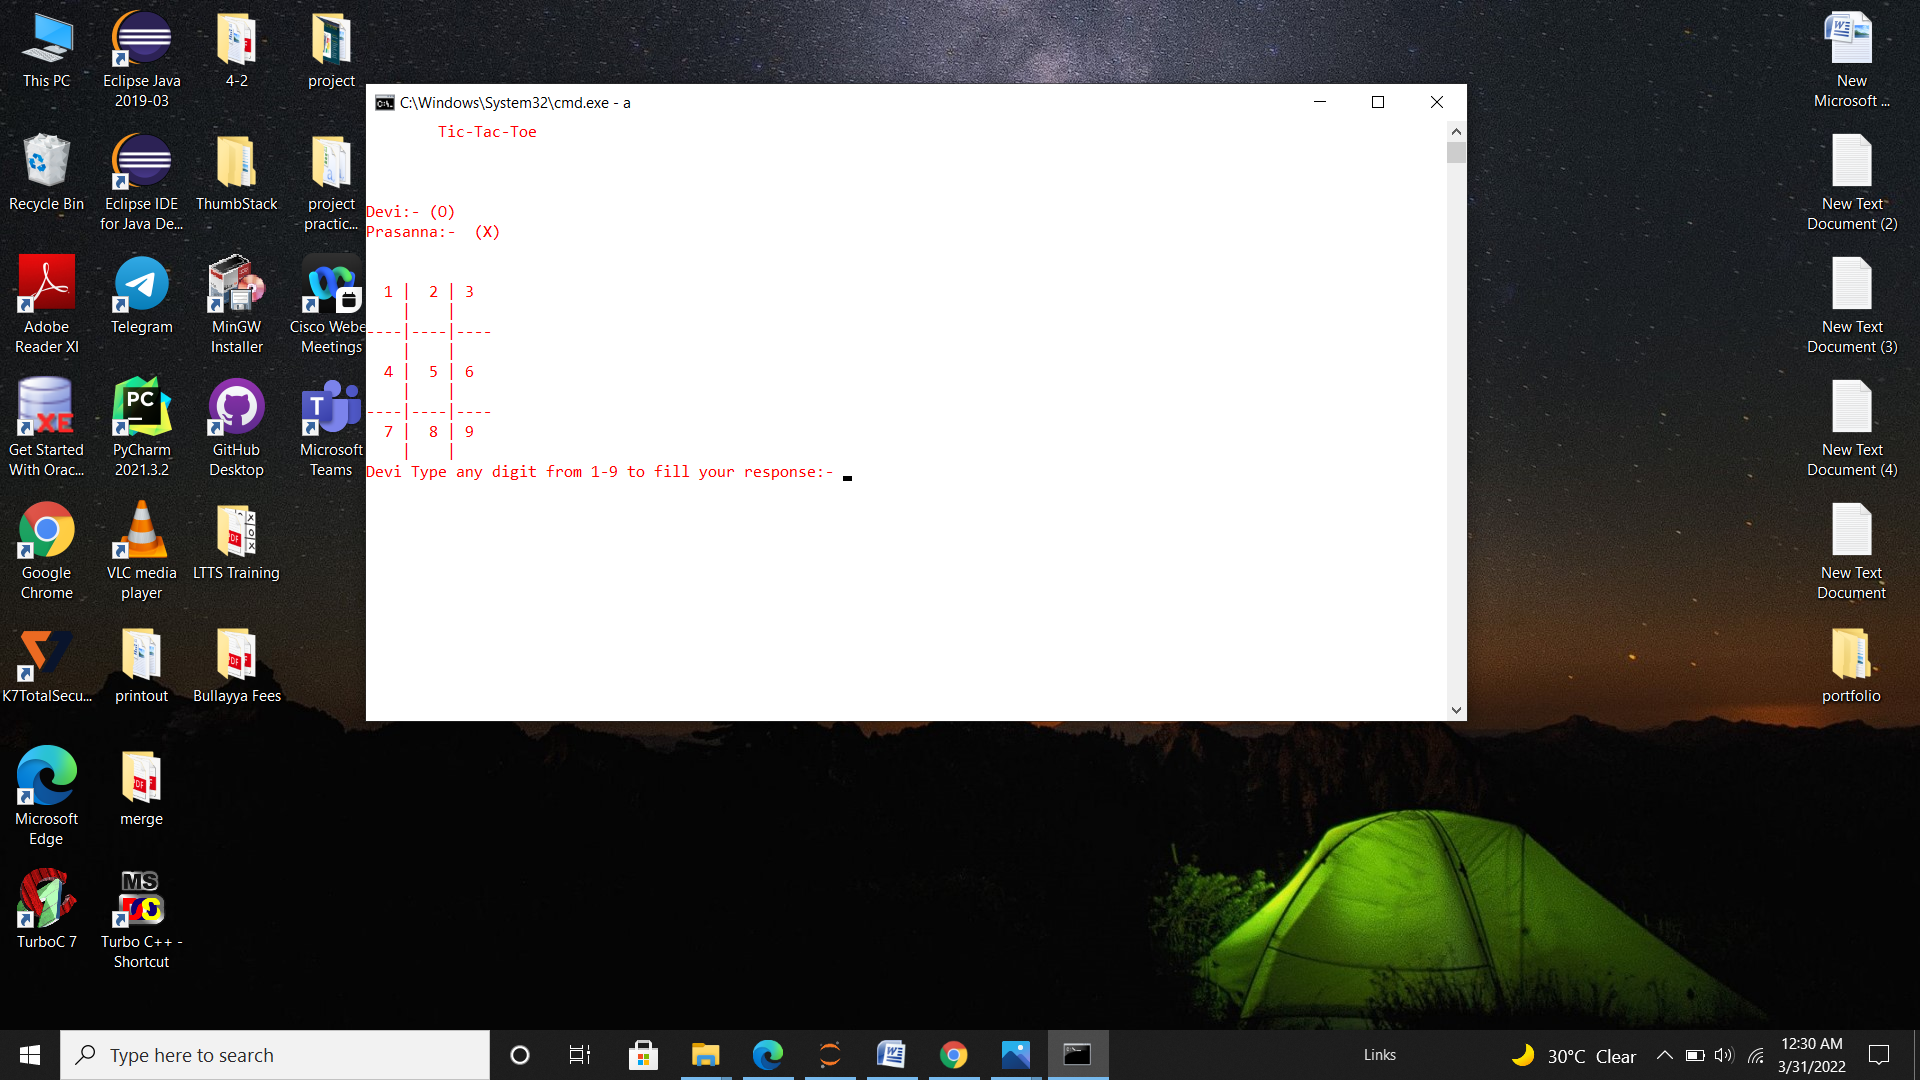 This PC
Eclipse Java
2019-03
4-2
project
Recycle Bin
Eclipse IDE
for Java De...
ThumbStack
project
practic...
Adobe
Reader XI
Telegram
MinGW
Installer
Cisco Webe
Meetings
Get Started
With Orac...
PyCharm
2021.3.2
GitHub
Desktop
Microsoft
Teams
Google
Chrome
VLC media
player
LTTS Training
K7TotalSecu...
printout
Bullayya Fees
Microsoft
Edge
merge
TurboC 7
Turbo C++ -
Shortcut
C:\Windows\System32\cmd.exe - a
Tic-Tac-Toe
Devi:- (O)
Prasanna:-  (X)
1 |  2 | 3
|    |
----|----|----
|    |
4 |  5 | 6
|    |
----|----|----
7 |  8 | 9
|    |
Devi Type any digit from 1-9 to fill your response:-
New
Microsoft ...
New Text
Document (2)
New Text
Document (3)
New Text
Document (4)
New Text
Document
portfolio
Type here to search
Links
30°C Clear
12:30 AM
3/31/2022